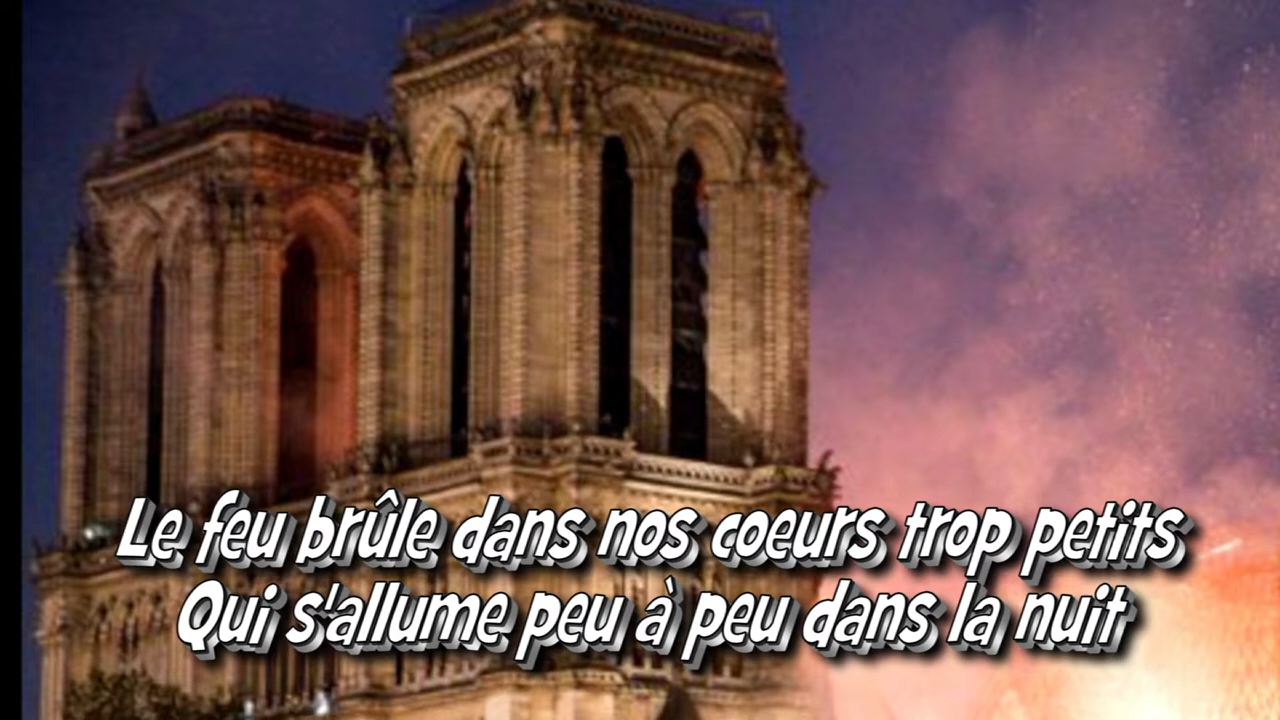 Le feu brûle dans nos coeurs trop petits
Qui s'allume peu à peu dans la nuit